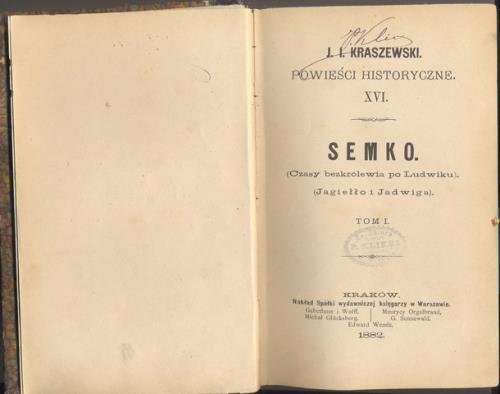 J. I. KRASZEWSKI.
POWIEŚCI HISTORYCZNE.
XVI.
SEMKO.
(Czasy bezkrólewia po Ludwiku).
(Jagiełło i Jadwiga).
TOM I.
KRAKÓW.
Nakład Spółki wydawniczej księgarzy w Warszawie.
Gebethner i Wolff,
Michał Glücksberg,
Maurycy Orgelbrand,
G. Sennewald.
Edward Wende.
1882.